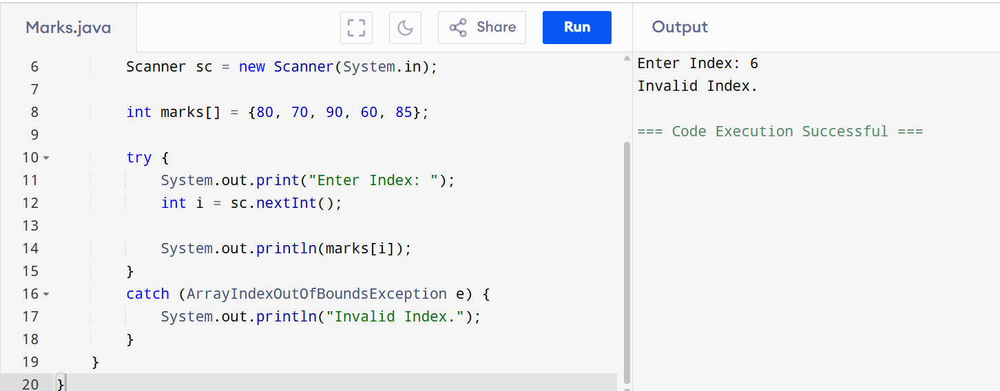 Marks.java
Share
Run
Output
6 Scanner sc = new Scanner(System.in);
7
8 int marks[] = {80, 70, 90, 60, 85};
9
10 try {
11 System.out.print("Enter Index: ");
12 int i = sc.nextInt();
13
14 System.out.println(marks[i]);
15 }
16 catch (ArrayIndexOutOfBoundsException e) {
17 System.out.println("Invalid Index.");
18 }
19 }
20 }
Enter Index: 6
Invalid Index.
=== Code Execution Successful ===